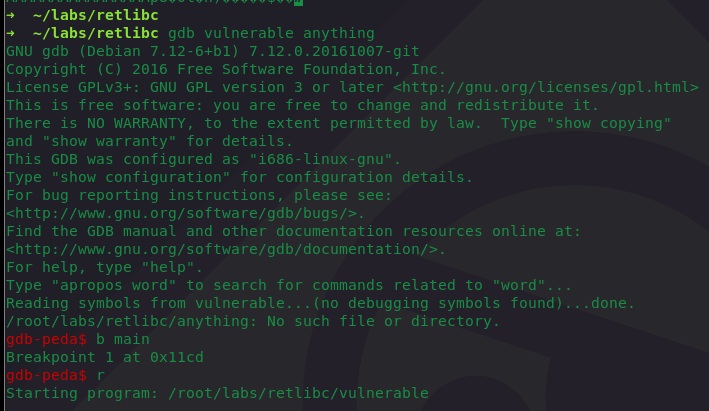 ➜ ~/labs/retlibc
➜ ~/labs/retlibc gdb vulnerable anything
GNU gdb (Debian 7.12-6+b1) 7.12.0.20161007-git
Copyright (C) 2016 Free Software Foundation, Inc.
License GPLv3+: GNU GPL version 3 or later <http://gnu.org/licenses/gpl.html>
This is free software: you are free to change and redistribute it.
There is NO WARRANTY, to the extent permitted by law.  Type "show copying"
and "show warranty" for details.
This GDB was configured as "i686-linux-gnu".
Type "show configuration" for configuration details.
For bug reporting instructions, please see:
<http://www.gnu.org/software/gdb/bugs/>.
Find the GDB manual and other documentation resources online at:
<http://www.gnu.org/software/gdb/documentation/>.
For help, type "help".
Type "apropos word" to search for commands related to "word"...
Reading symbols from vulnerable...(no debugging symbols found)...done.
/root/labs/retlibc/anything: No such file or directory.
gdb-peda$ b main
Breakpoint 1 at 0x11cd
gdb-peda$ r
Starting program: /root/labs/retlibc/vulnerable